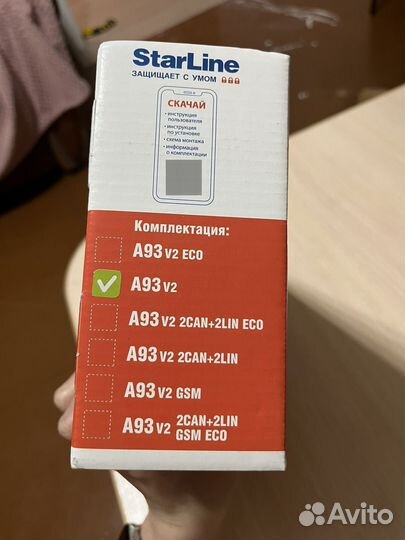 StarLine
ЗАЩИЩАЕТ С УМОМ
СКАЧАЙ
• инструкция
пользователя
• инструкция
по установке
• схема монтажа
• информация
о комплектации
Комплектация:
A93 V2 ECO
A93 V2
A93 V2 2CAN+2LIN ECO
A93 V2 2CAN+2LIN
A93 V2 GSM
A93 V2 2CAN+2LIN
GSM ECO
Avito